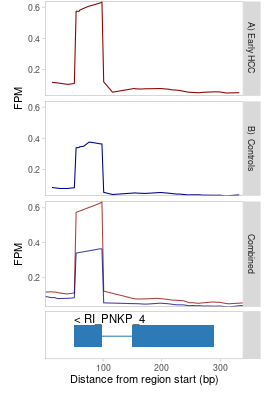 0.6
0.4
0.2
FPM
A) Early HCC
0.6
0.4
0.2
FPM
B) Controls
0.6
0.4
0.2
FPM
Combined
< RI_PNKP_4
100
200
300
Distance from region start (bp)